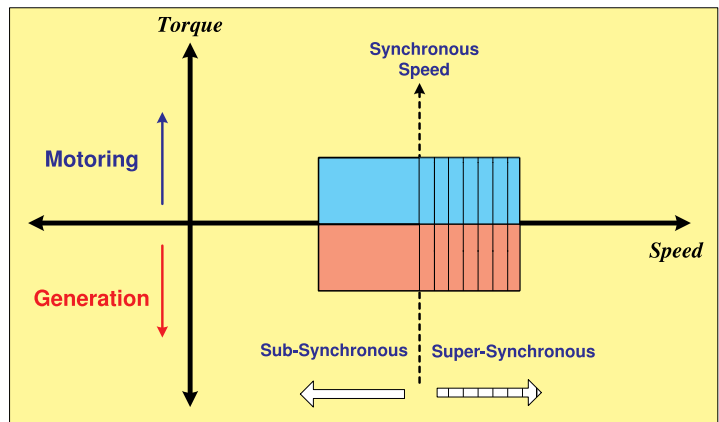 Torque
Synchronous
Speed
Motoring
Speed
Generation
Sub-Synchronous
Super-Synchronous